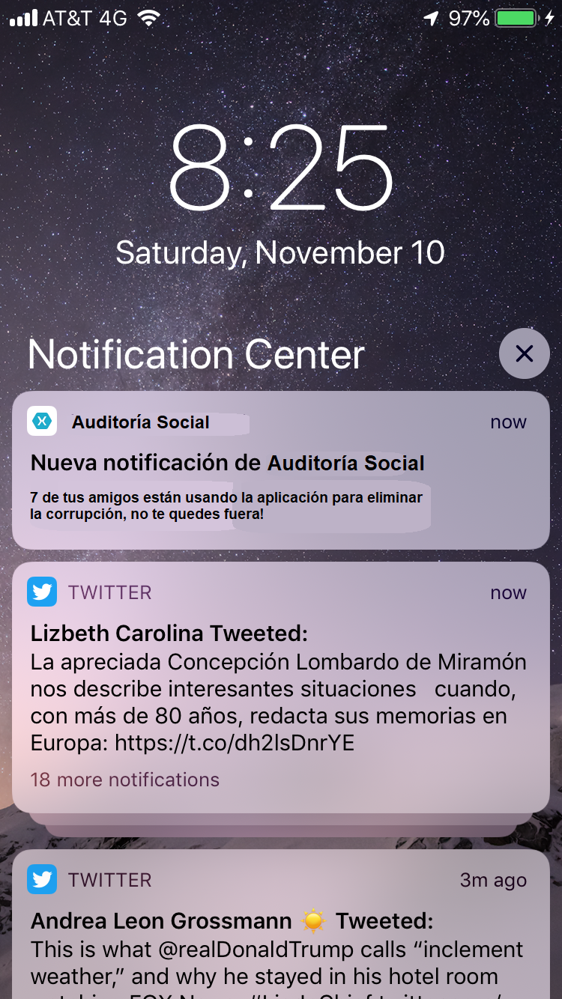 AT&T 4G 97%
8:25
Saturday, November 10
Notification Center
Auditoría Social now
Nueva notificación de Auditoría Social
7 de tus amigos están usando la aplicación para eliminar
la corrupción, no te quedes fuera!
TWITTER now
Lizbeth Carolina Tweeted:
La apreciada Concepción Lombardo de Miramón
nos describe interesantes situaciones cuando,
con más de 80 años, redacta sus memorias en
Europa: https://t.co/dh2lsDnrYE
18 more notifications
TWITTER 3m ago
Andrea Leon Grossmann ☀️ Tweeted:
This is what @realDonaldTrump calls “inclement
weather,” and why he stayed in his hotel room